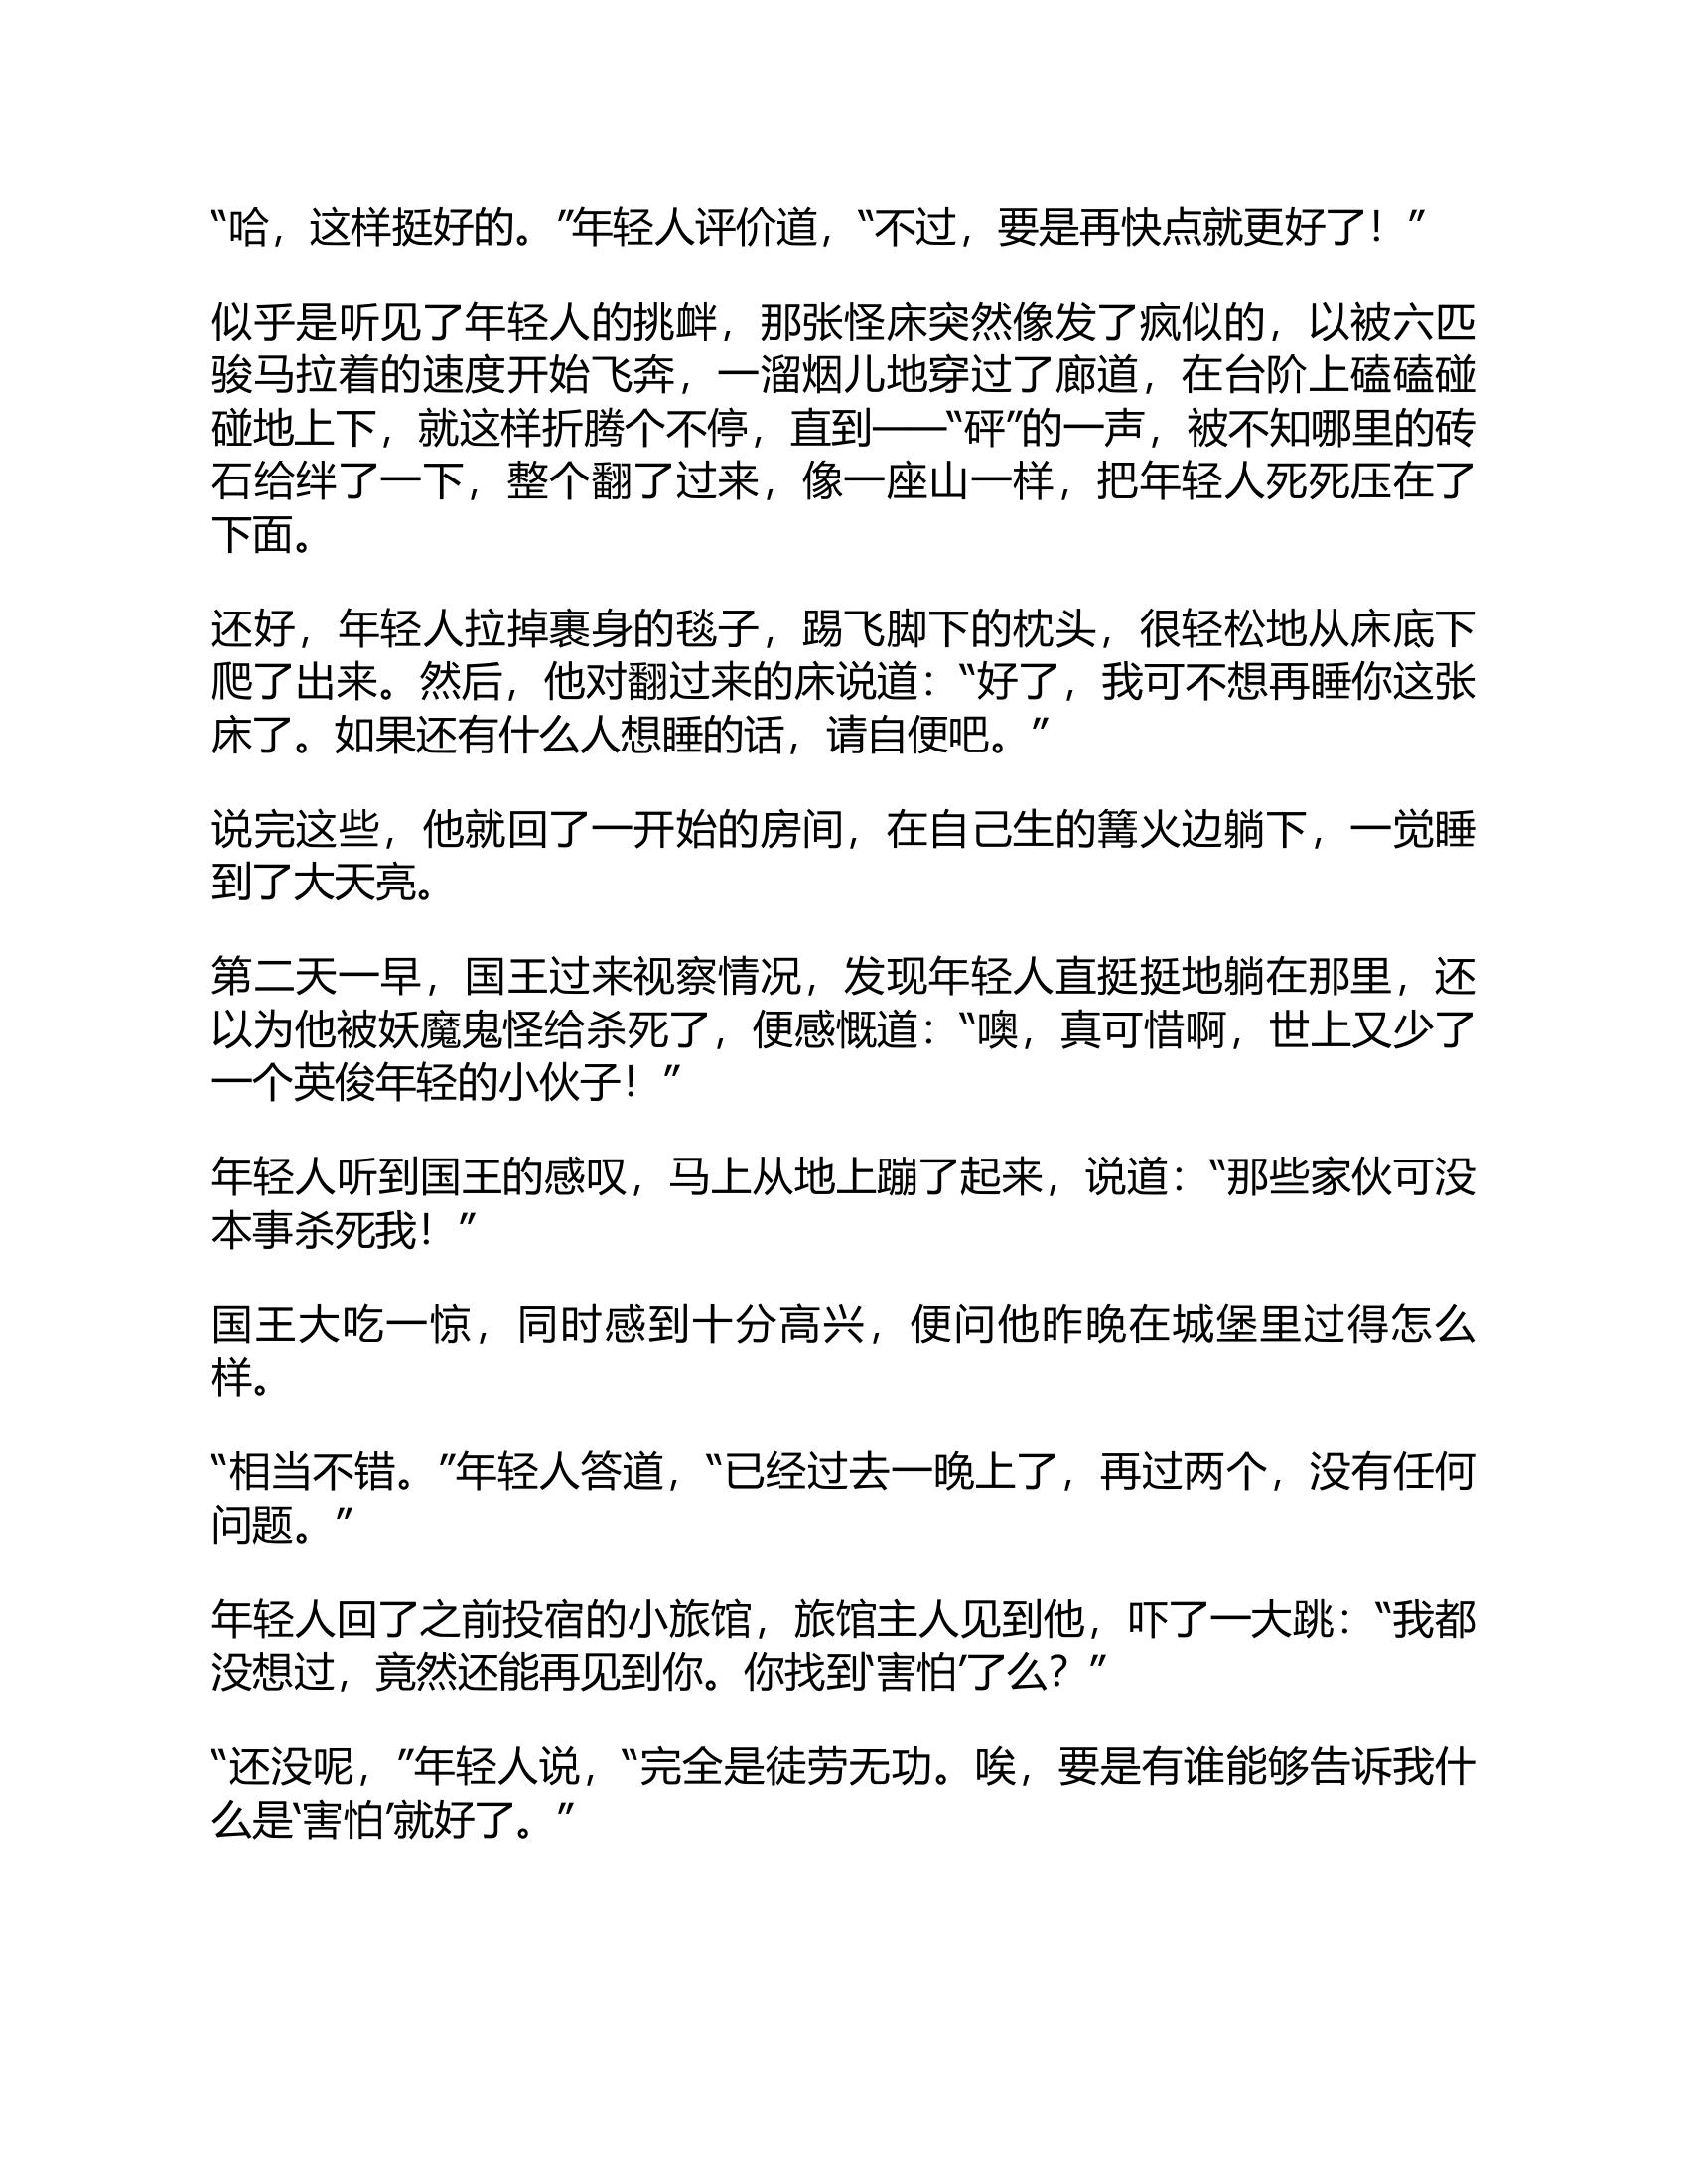 “哈，这样挺好的。”年轻人评价道，“不过，要是再快点就更好了！”
似乎是听见了年轻人的挑衅，那张怪床突然像发了疯似的，以被六匹
骏马拉着的速度开始飞奔，一溜烟儿地穿过了廊道，在台阶上磕磕碰
碰地上下，就这样折腾个不停，直到——“砰”的一声，被不知哪里的砖
石给绊了一下，整个翻了过来，像一座山一样，把年轻人死死压在了
下面。
还好，年轻人拉掉裹身的毯子，踢飞脚下的枕头，很轻松地从床底下
爬了出来。然后，他对翻过来的床说道：“好了，我可不想再睡你这张
床了。如果还有什么人想睡的话，请自便吧。”
说完这些，他就回了一开始的房间，在自己生的篝火边躺下，一觉睡
到了大天亮。
第二天一早，国王过来视察情况，发现年轻人直挺挺地躺在那里，还
以为他被妖魔鬼怪给杀死了，便感慨道：“噢，真可惜啊，世上又少了
一个英俊年轻的小伙子！”
年轻人听到国王的感叹，马上从地上蹦了起来，说道：“那些家伙可没
本事杀死我！”
国王大吃一惊，同时感到十分高兴，便问他昨晚在城堡里过得怎么
样。
“相当不错。”年轻人答道，“已经过去一晚上了，再过两个，没有任何
问题。”
年轻人回了之前投宿的小旅馆，旅馆主人见到他，吓了一大跳：“我都
没想过，竟然还能再见到你。你找到‘害怕’了么？”
“还没呢，”年轻人说，“完全是徒劳无功。唉，要是有谁能够告诉我什
么是‘害怕’就好了。”